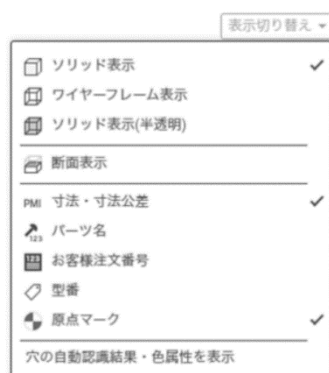 表示切り替え
ソリッド表示
ワイヤーフレーム表示
ソリッド表示(半透明)
断面表示
PMI 寸法・寸法公差
123 パーツ名
123 お客様注文番号
型番
原点マーク
穴の自動認識結果・色属性を表示